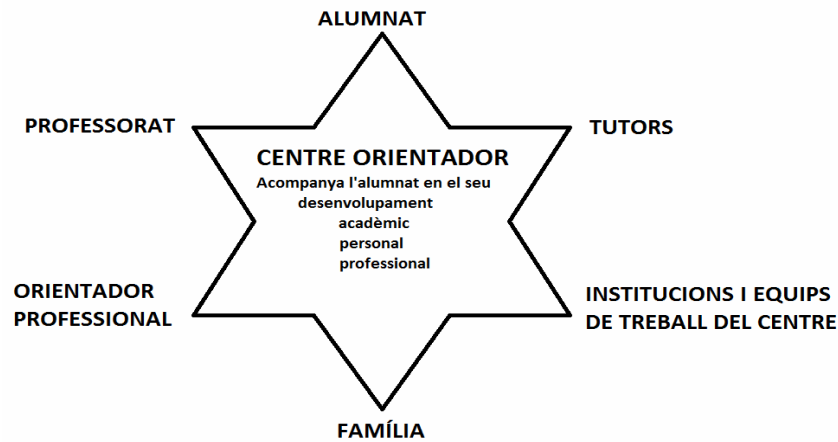 ALUMNAT
PROFESSORAT
TUTORS
CENTRE ORIENTADOR
Acompanya l'alumnat en el seu
desenvolupament
acadèmic
personal
professional
ORIENTADOR
PROFESSIONAL
INSTITUCIONS I EQUIPS
DE TREBALL DEL CENTRE
FAMÍLIA